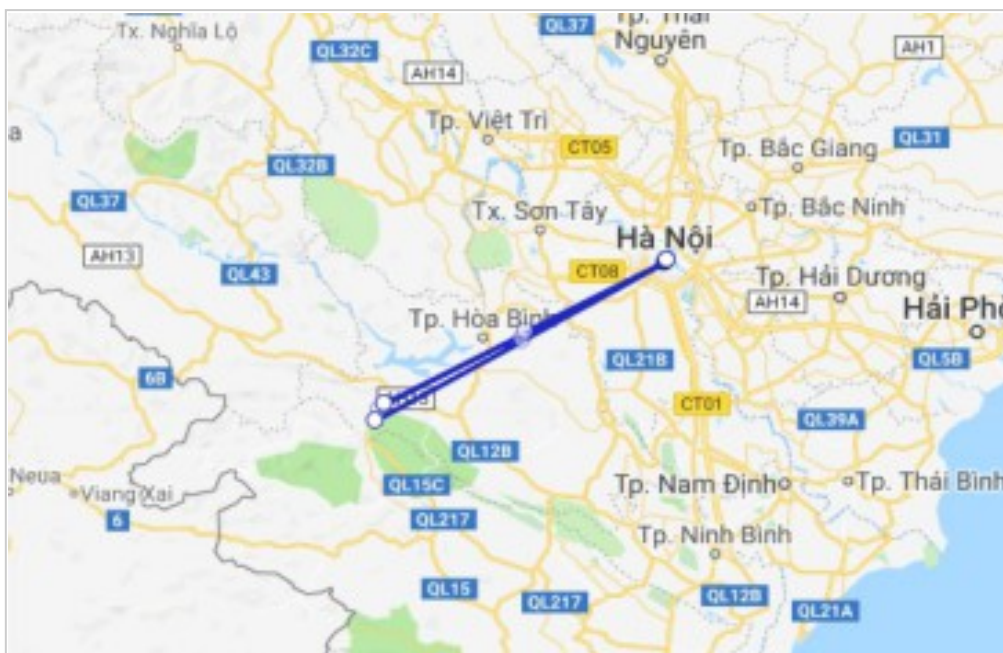 Tx. Nghĩa Lộ
QL32C
QL37
Tp. Thái
Nguyên
AH1
AH14
Tp. Việt Trì
CT05
QL31
Tp. Bắc Giang
QL32B
QL37
Tx. Sơn Tây
Tp. Bắc Ninh
Hà Nội
AH13
QL43
CT08
Tp. Hải Dương
AH14
Hải Phò
Tp. Hòa Bình
QL21B
QL5B
6B
CT01
QL39A
QL12B
Neua
Viang Xai
QL15C
Tp. Nam Định
Tp. Thái Bình
6
QL217
Tp. Ninh Bình
QL15
QL217
QL12B
QL21A